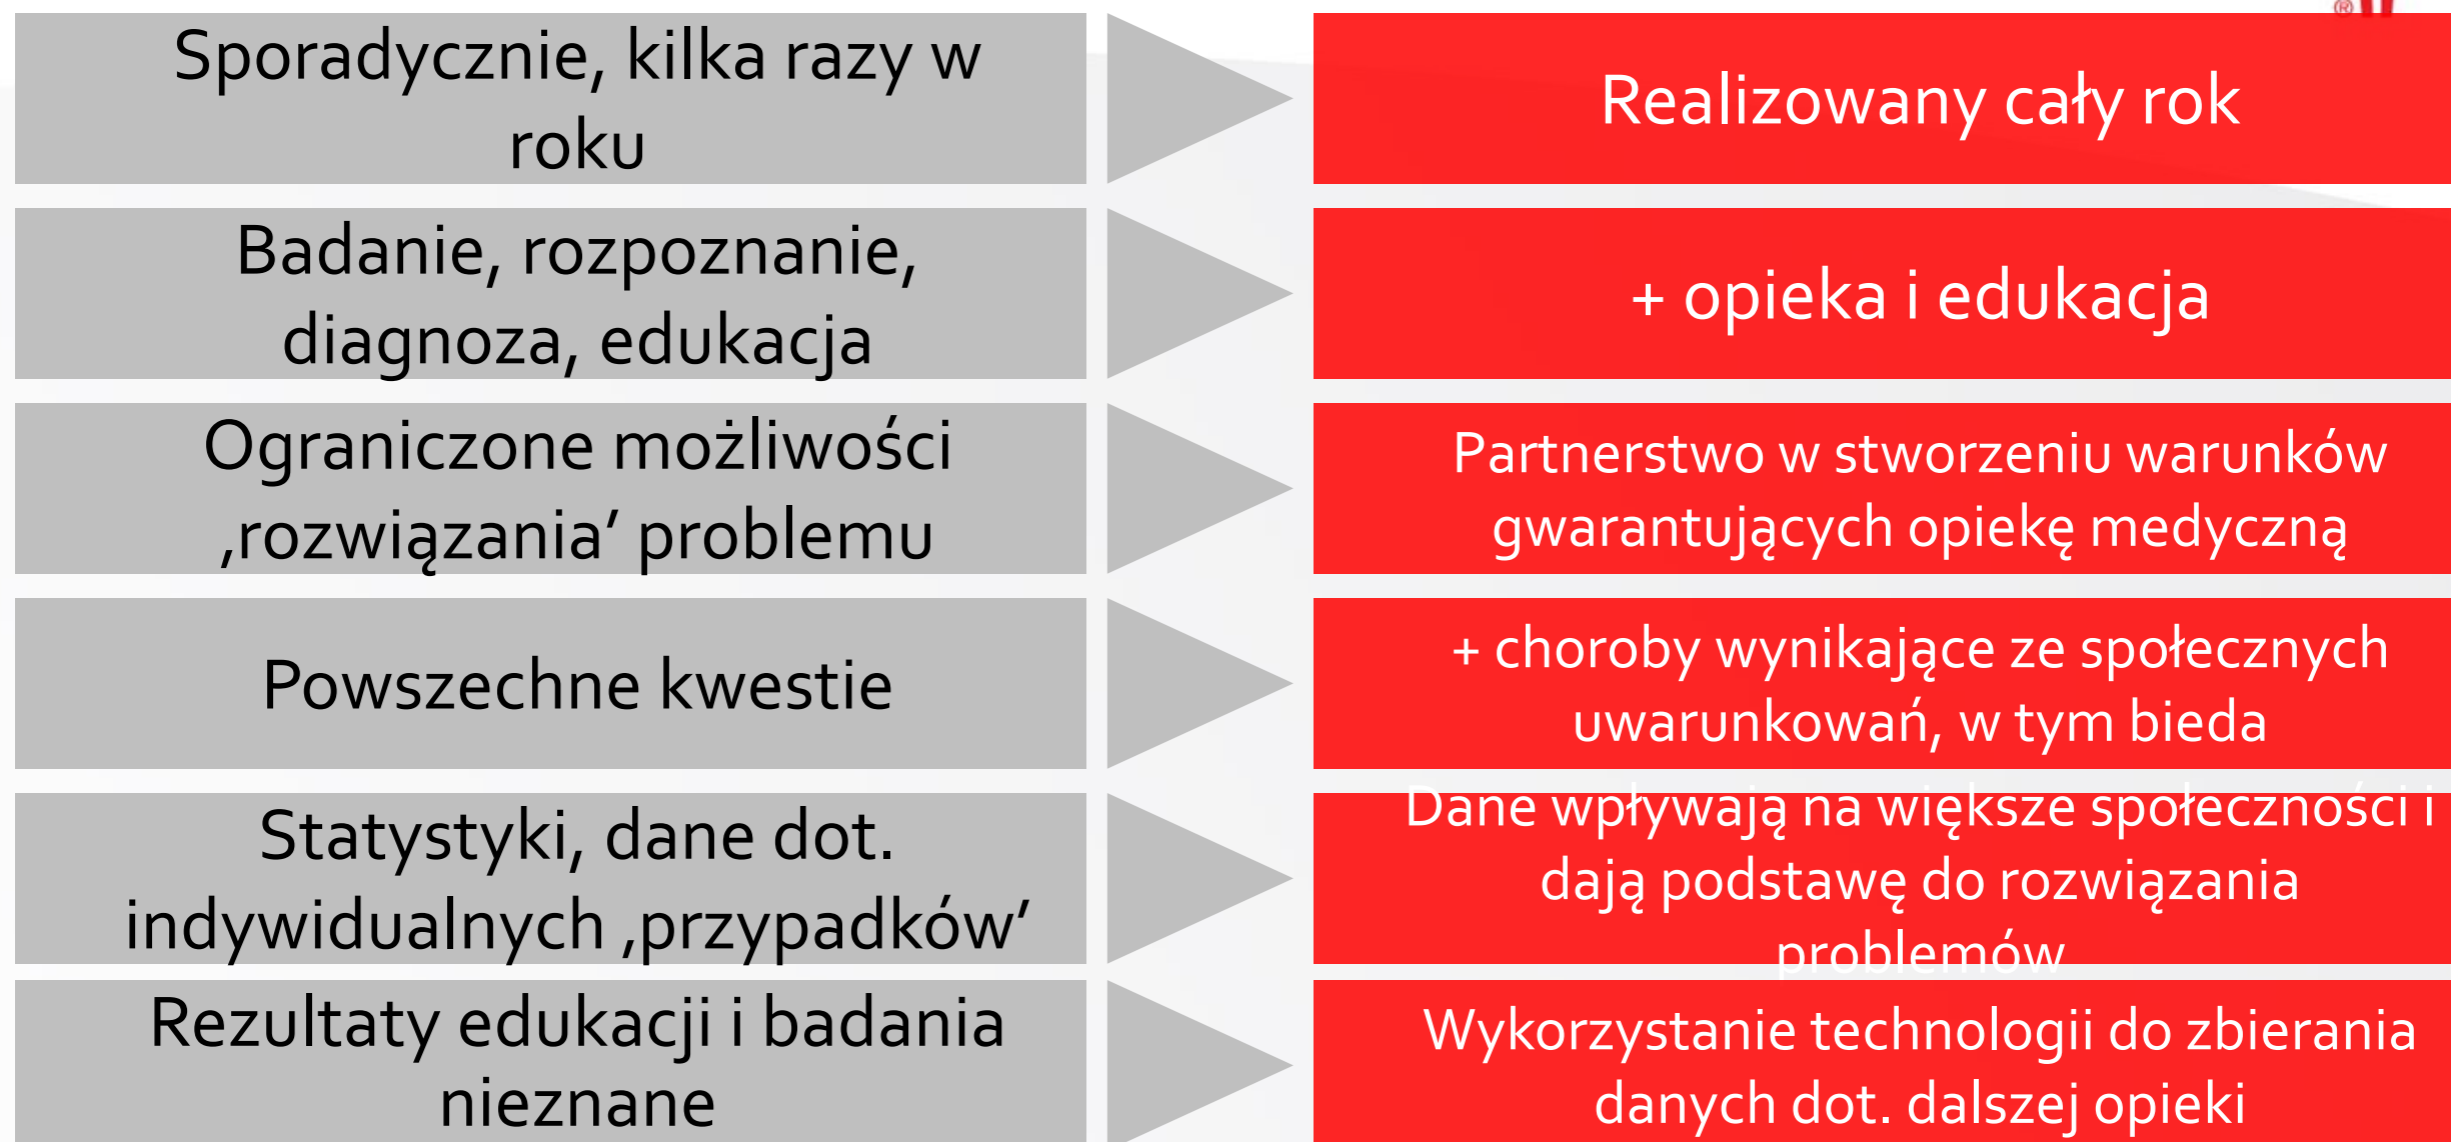 ®
Sporadycznie, kilka razy w
roku
Realizowany cały rok
Badanie, rozpoznanie,
diagnoza, edukacja
+ opieka i edukacja
Ograniczone możliwości
‚rozwiązania’ problemu
Partnerstwo w stworzeniu warunków
gwarantujących opiekę medyczną
Powszechne kwestie
+ choroby wynikające ze społecznych
uwarunkowań, w tym bieda
Statystyki, dane dot.
indywidualnych ‚przypadków’
Dane wpływają na większe społeczności i
dają podstawę do rozwiązania
problemów
Rezultaty edukacji i badania
nieznane
Wykorzystanie technologii do zbierania
danych dot. dalszej opieki